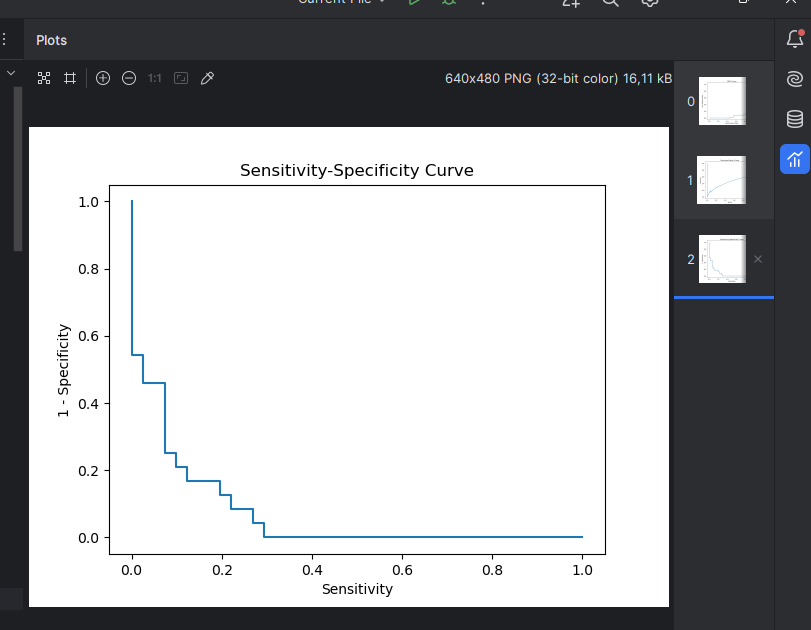 Current File
Plots
1:1
640x480 PNG (32-bit color) 16,11 kB
0
1
2
Sensitivity-Specificity Curve
1.0
0.8
0.6
0.4
0.2
0.0
1 - Specificity
0.0 0.2 0.4 0.6 0.8 1.0
Sensitivity